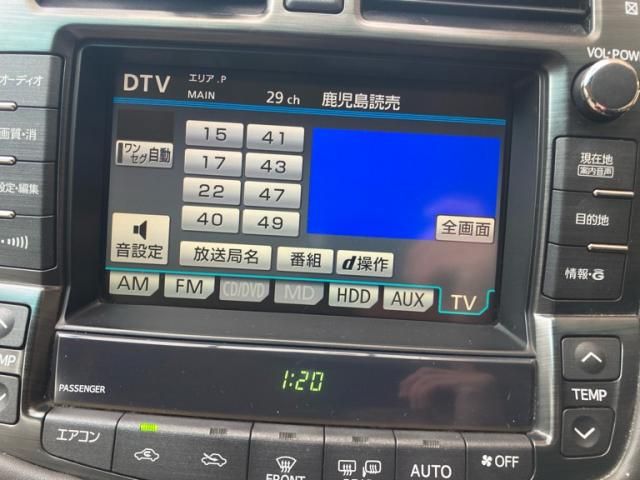 DTV エリア.P
MAIN 29 ch 鹿児島読売
VOL・POW
オーディオ
画質・消
設定・編集
ワンセグ 自動
15 41
17 43
22 47
40 49
全画面
音設定
放送局名 番組 d操作
AM FM CD/DVD MD HDD AUX TV
現在地
案内音声
目的地
情報・G
PASSENGER
1:20
TEMP
エアコン
FRONT
AUTO
OFF